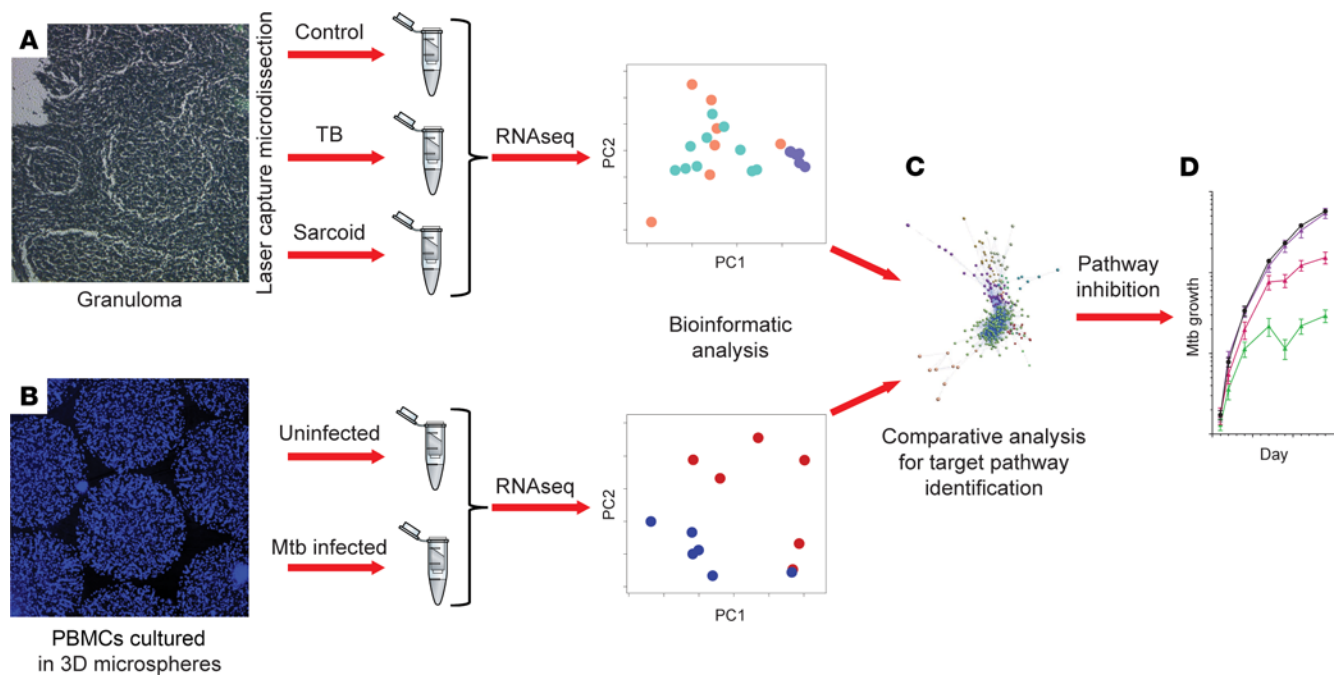 A
Granuloma
Laser capture microdissection
Control
TB
Sarcoid
RNAseq
PC2
PC1
Bioinformatic
analysis
B
PBMCs cultured
in 3D microspheres
Uninfected
Mtb infected
RNAseq
PC2
PC1
C
Comparative analysis
for target pathway
identification
Pathway
inhibition
D
Mtb growth
Day